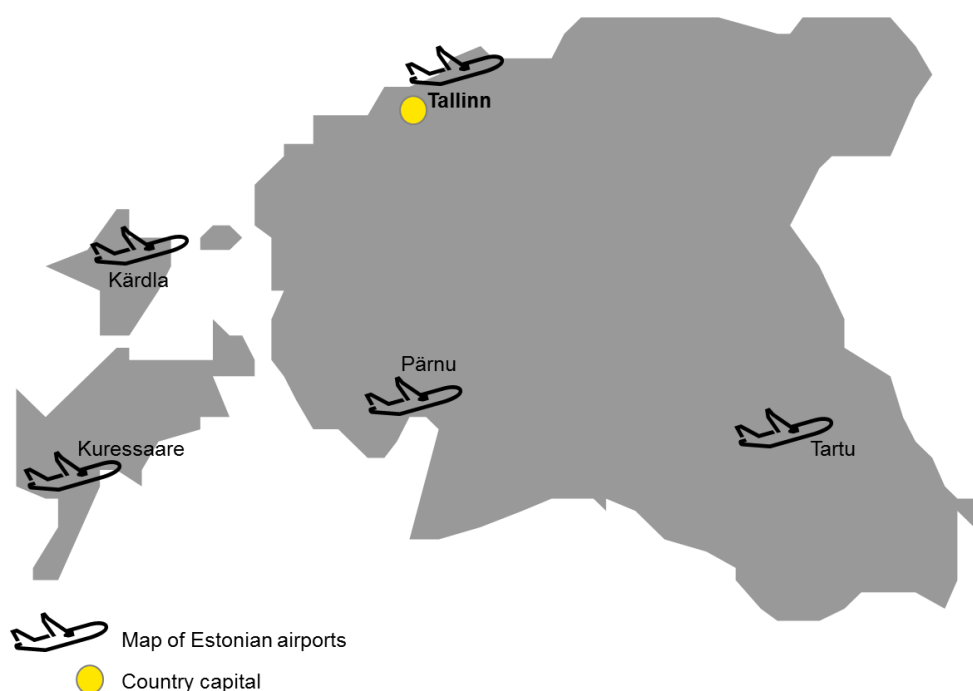 Tallinn
Kärdla
Pärnu
Kuressaare
Tartu
Map of Estonian airports
Country capital